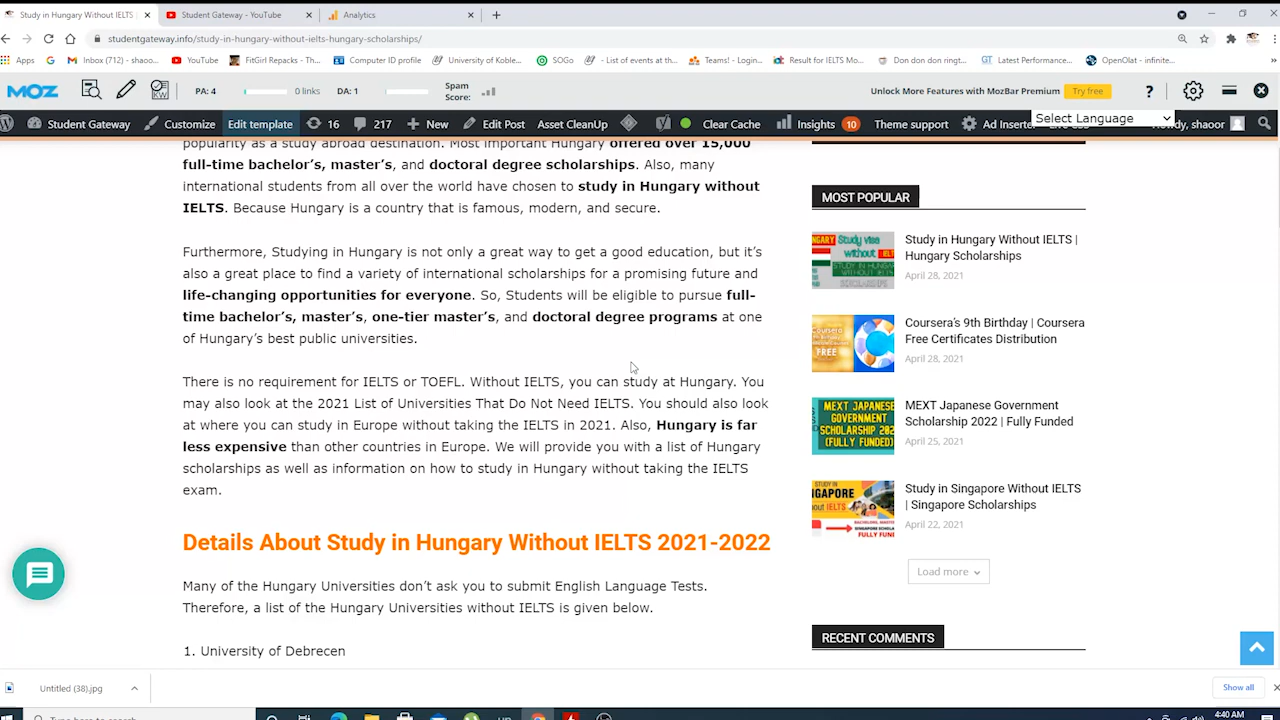 Study in Hungary Without IELTS |
Student Gateway - YouTube
Analytics
studentgateway.info/study-in-hungary-without-ielts-hungary-scholarships/
Apps
G
Inbox (712) - shaoo...
YouTube
FitGirl Repacks - Th...
Computer ID profile
University of Koble...
SOGo
- List of events at th...
Teams! - Login...
Result for IELTS Mo...
Don don don ringt...
Latest Performance...
OpenOlat - infinite...
MOZ
PA: 4
0 links
DA: 1
Spam
Score:
Unlock More Features with MozBar Premium
Try free
?
Student Gateway
Customize
Edit template
16
217
New
Edit Post
Asset CleanUp
Clear Cache
Insights
10
Theme support
Ad Inserter
Select Language
shaoor
popularity as a study abroad destination. Most important Hungary offered over 15,000
full-time bachelor's, master's, and doctoral degree scholarships. Also, many
international students from all over the world have chosen to study in Hungary without
IELTS. Because Hungary is a country that is famous, modern, and secure.
Furthermore, Studying in Hungary is not only a great way to get a good education, but it's
also a great place to find a variety of international scholarships for a promising future and
life-changing opportunities for everyone. So, Students will be eligible to pursue full-
time bachelor's, master's, one-tier master's, and doctoral degree programs at one
of Hungary's best public universities.
There is no requirement for IELTS or TOEFL. Without IELTS, you can study at Hungary. You
may also look at the 2021 List of Universities That Do Not Need IELTS. You should also look
at where you can study in Europe without taking the IELTS in 2021. Also, Hungary is far
less expensive than other countries in Europe. We will provide you with a list of Hungary
scholarships as well as information on how to study in Hungary without taking the IELTS
exam.
Details About Study in Hungary Without IELTS 2021-2022
Many of the Hungary Universities don't ask you to submit English Language Tests.
Therefore, a list of the Hungary Universities without IELTS is given below.
1. University of Debrecen
MOST POPULAR
Study in Hungary Without IELTS |
Hungary Scholarships
April 28, 2021
Coursera's 9th Birthday | Coursera
Free Certificates Distribution
April 28, 2021
MEXT JAPANESE
GOVERNMENT
SCHOLARSHIP 202
(FULLY FUNDED)
MEXT Japanese Government
Scholarship 2022 | Fully Funded
April 25, 2021
Study in Singapore Without IELTS
| Singapore Scholarships
April 22, 2021
Load more
RECENT COMMENTS
Untitled (38).jpg
Show all
4:40 AM